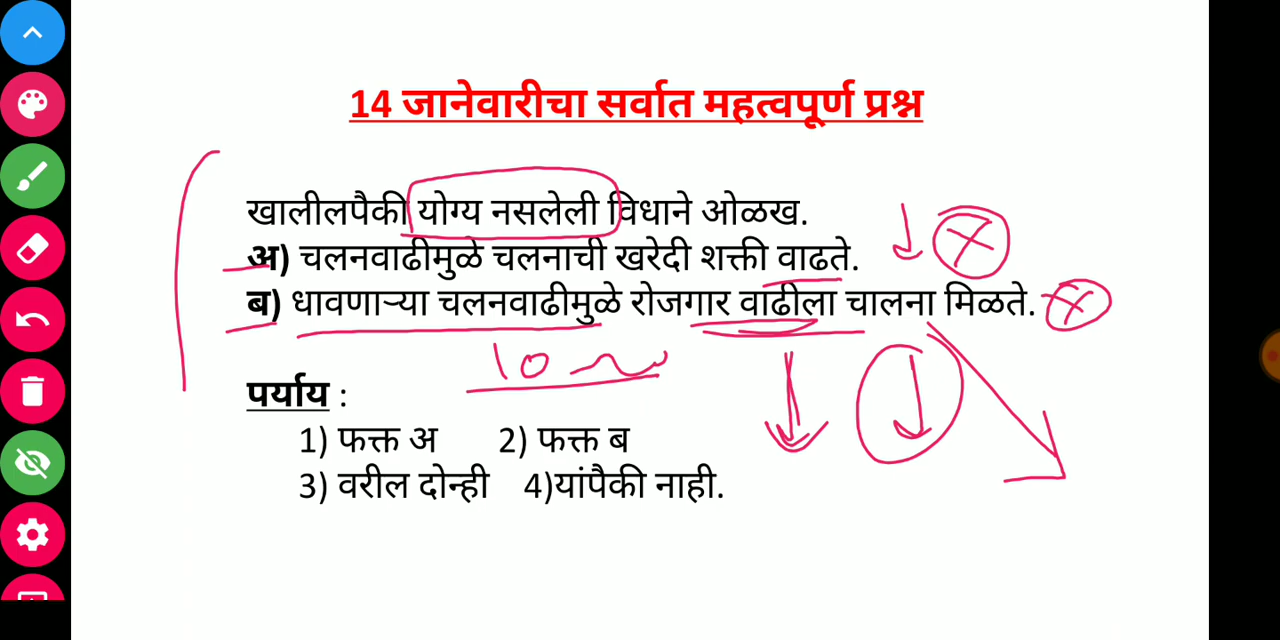 14 जानेवारीचा सर्वात महत्वपूर्ण प्रश्न
खालीलपैकी योग्य नसलेली विधाने ओळख.
अ) चलनवाढीमुळे चलनाची खरेदी शक्ती वाढते.
ब) धावणाऱ्या चलनवाढीमुळे रोजगार वाढीला चालना मिळते.
10
पर्याय :
1) फक्त अ 2) फक्त ब
3) वरील दोन्ही 4)यांपैकी नाही.